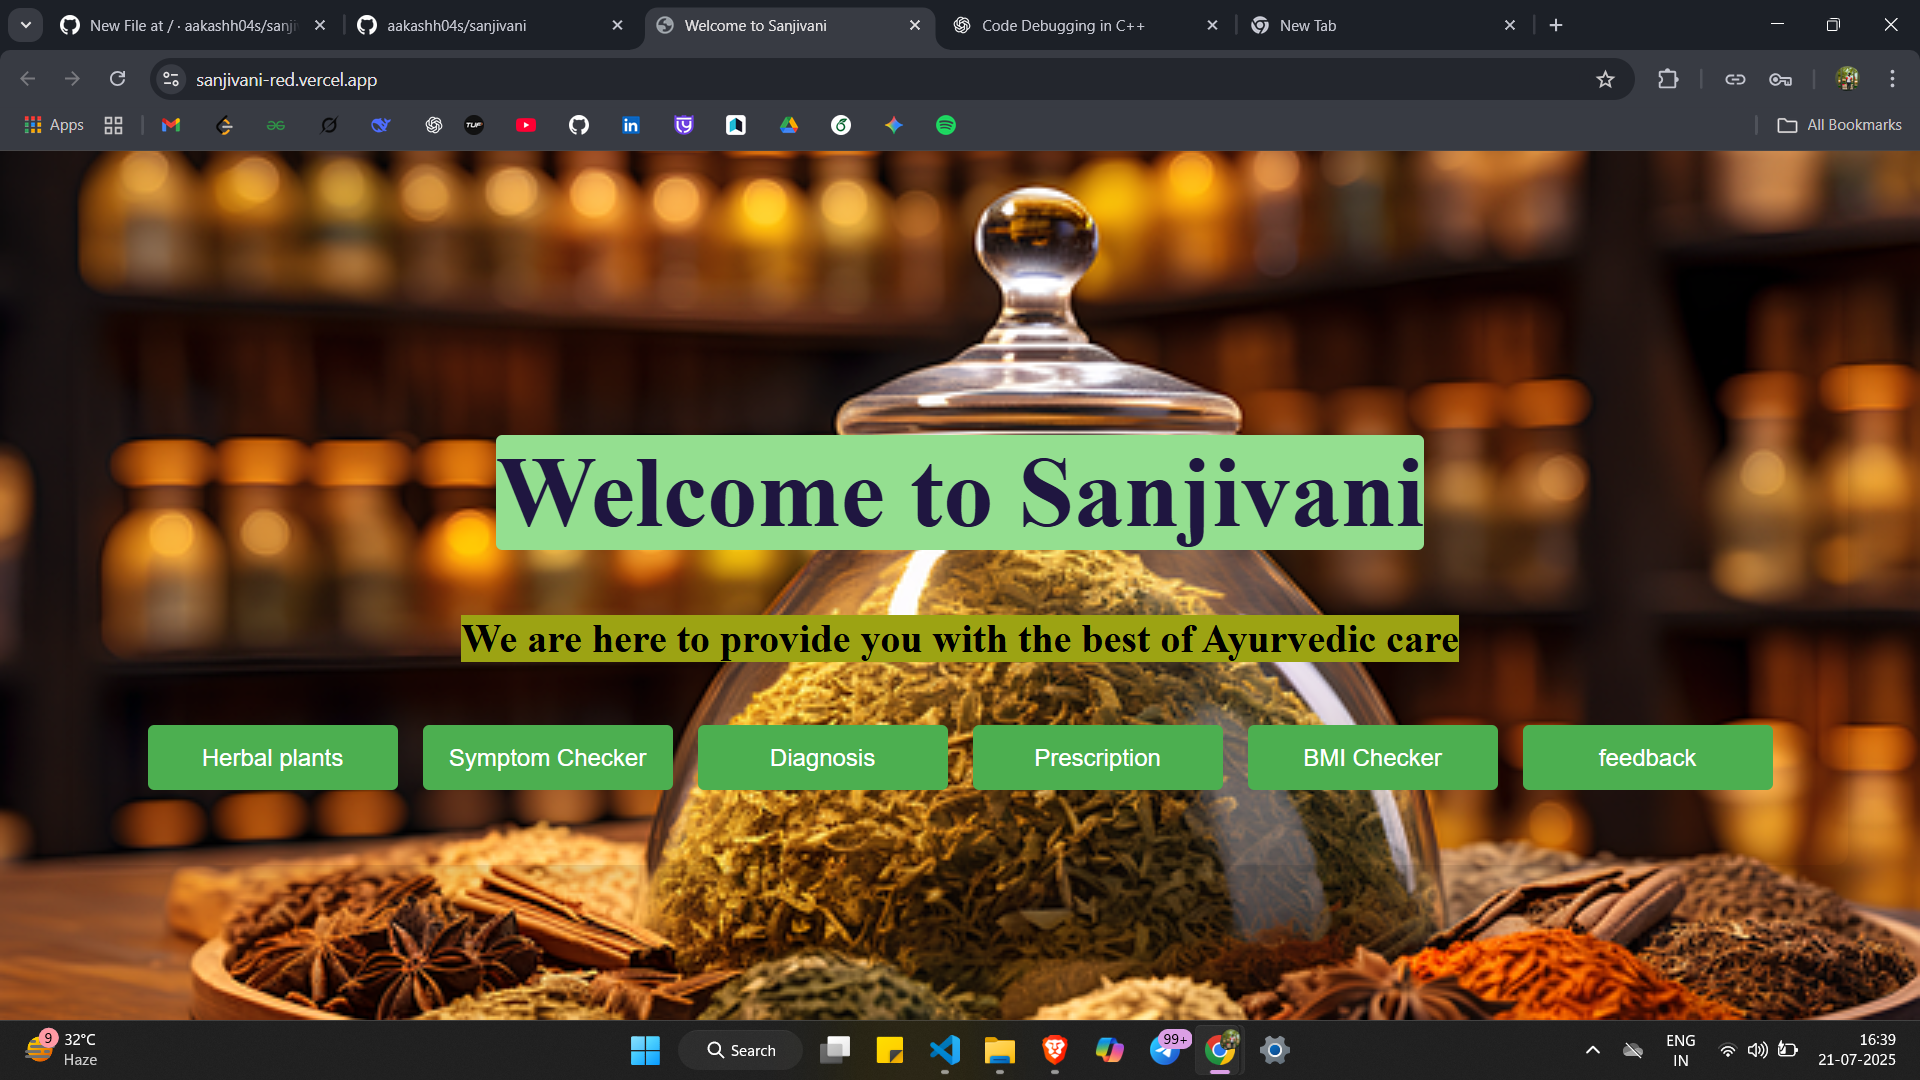 New File at / · aakashh04s/sanji
aakashh04s/sanjivani
Welcome to Sanjivani
Code Debugging in C++
New Tab
sanjivani-red.vercel.app
Apps
TUF
All Bookmarks
Welcome to Sanjivani
We are here to provide you with the best of Ayurvedic care
Herbal plants
Symptom Checker
Diagnosis
Prescription
BMI Checker
feedback
9
32°C
Haze
Search
99+
ENG
IN
16:39
21-07-2025